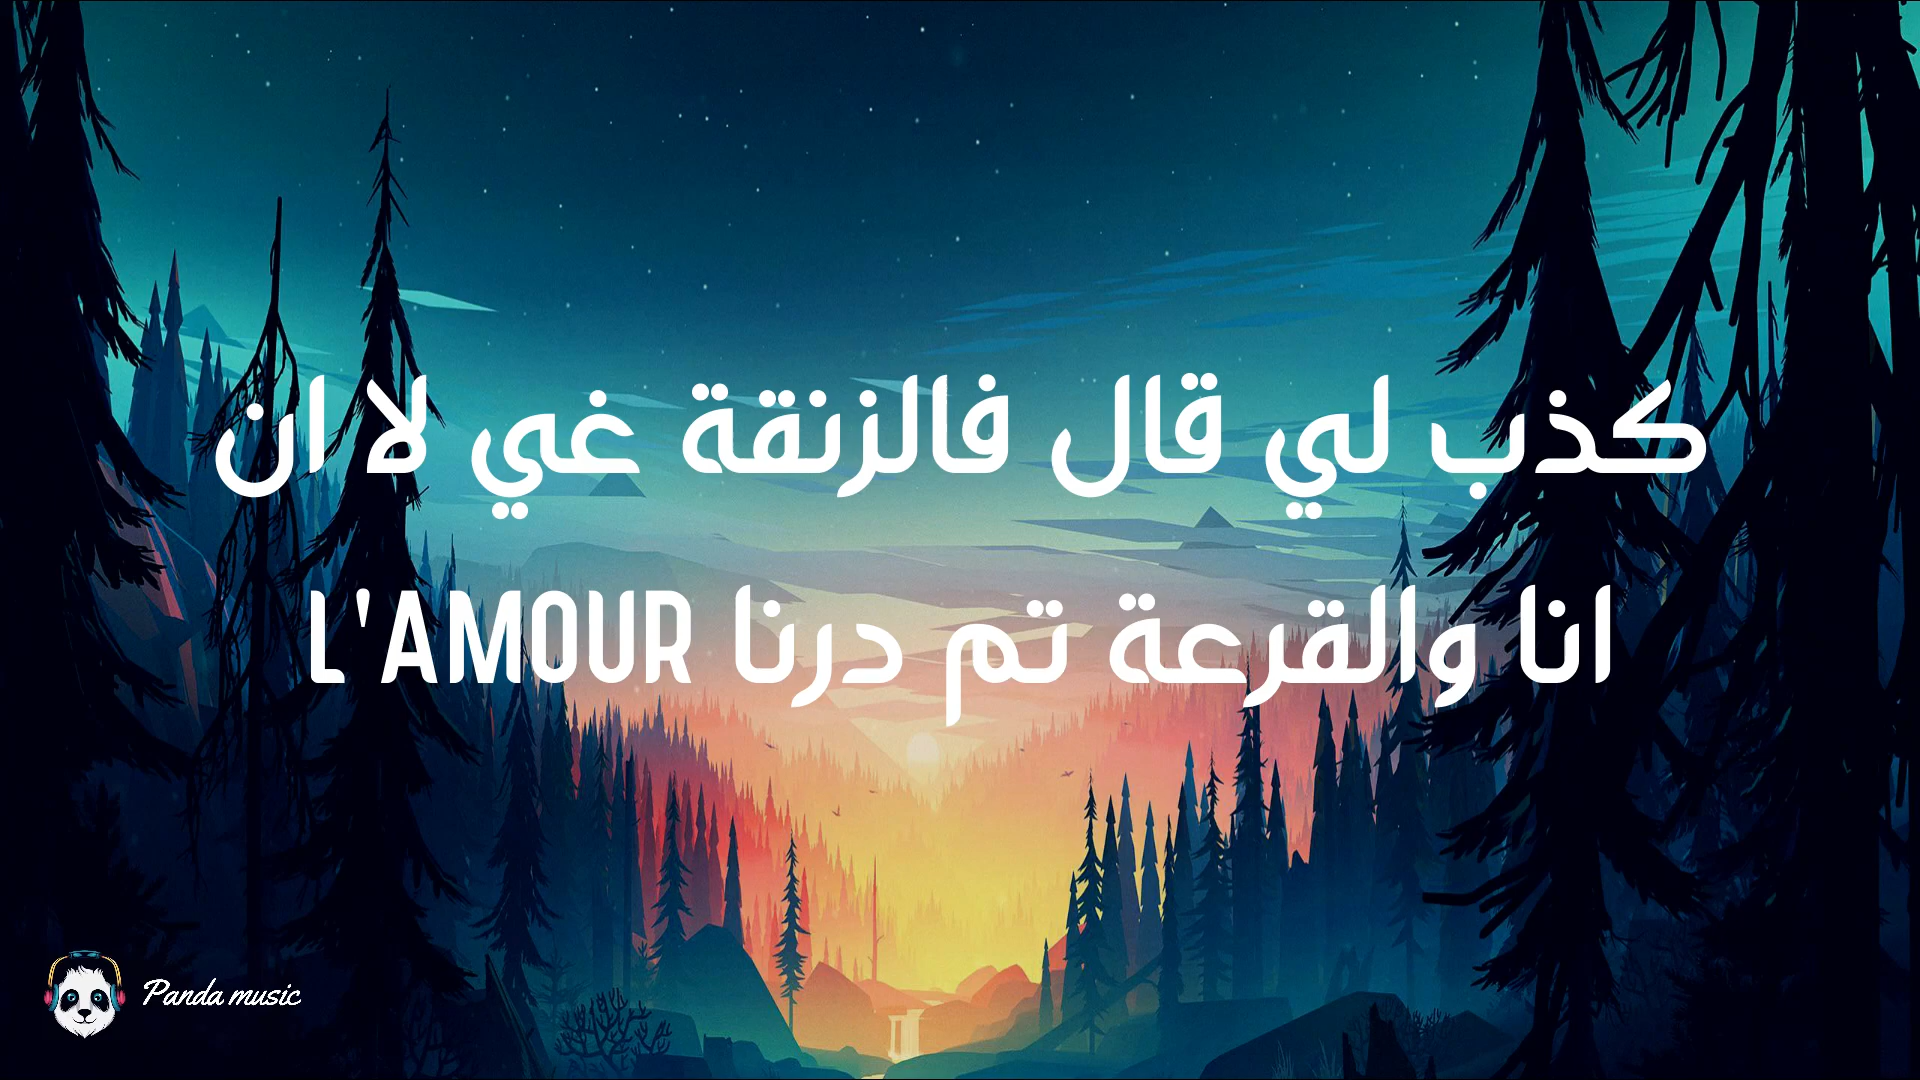 كذب لي قال فالزنقة غي لا ان
انا والقرعة تم درنا L'AMOUR
Panda music